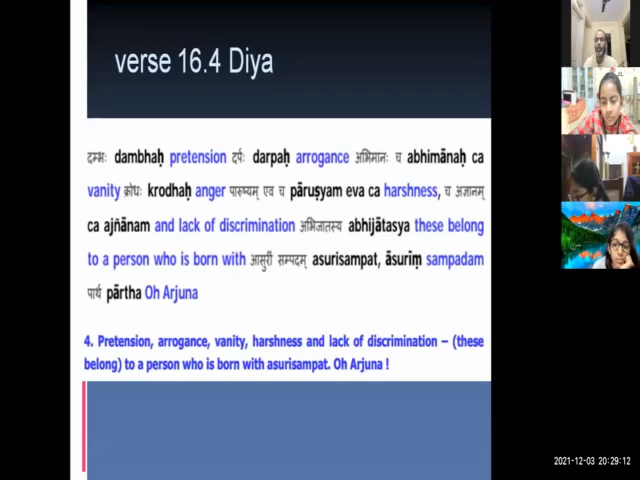 verse 16.4 Diya
दम्भः dambhaḥ pretension दर्पः darpaḥ arrogance अभिमानः च abhimānaḥ ca
vanity क्रोधः krodhaḥ anger पारुष्यम् एव च pāruṣyam eva ca harshness, च अज्ञानम्
ca ajñānam and lack of discrimination अभिजातस्य abhijātasya these belong
to a person who is born with आसुरीं सम्पदम् asurisampat, āsurīṃ sampadam
पार्थ pārtha Oh Arjuna
4. Pretension, arrogance, vanity, harshness and lack of discrimination – (these
belong) to a person who is born with asurisampat. Oh Arjuna !
2021-12-03 20:29:12